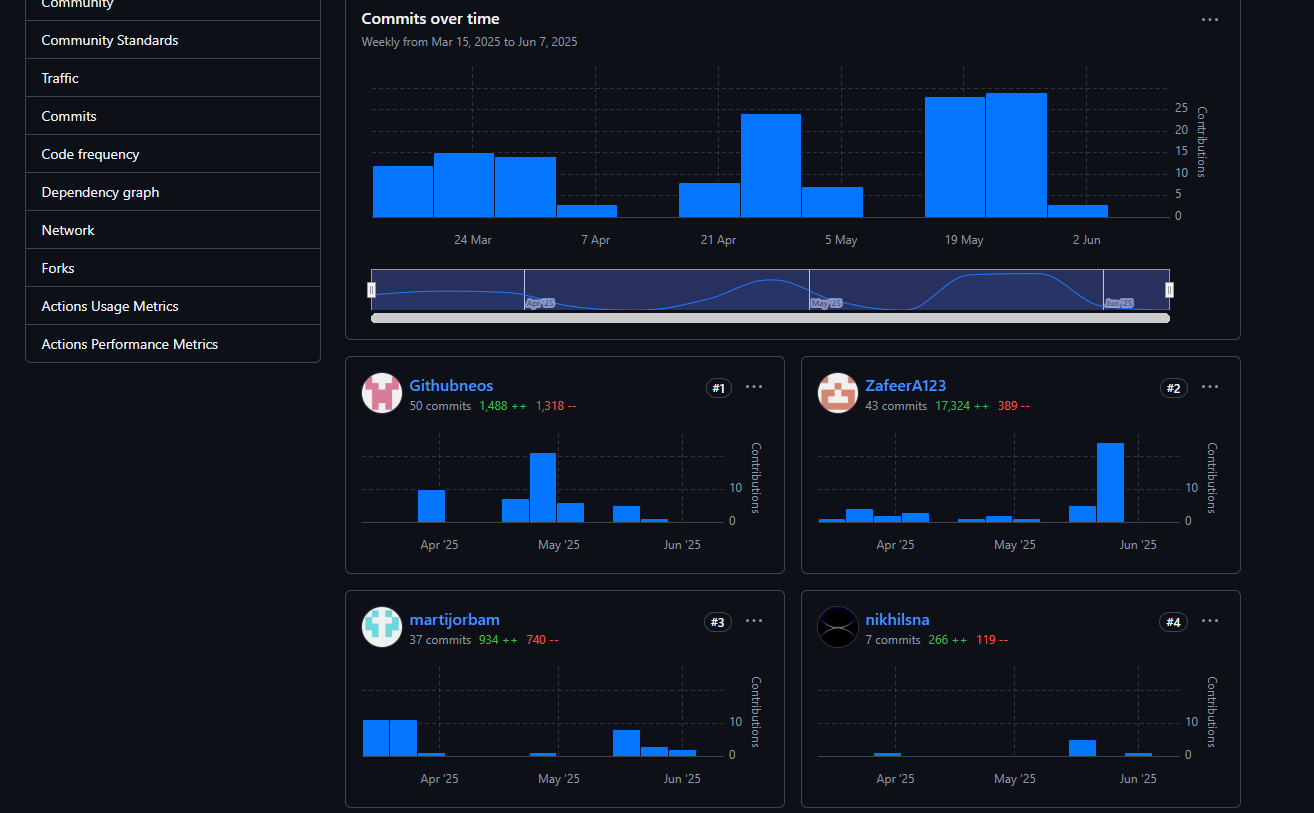 Community
Community Standards
Traffic
Commits
Code frequency
Dependency graph
Network
Forks
Actions Usage Metrics
Actions Performance Metrics
Commits over time
Weekly from Mar 15, 2025 to Jun 7, 2025
25
20
15
10
5
0
Contributions
24 Mar 7 Apr 21 Apr 5 May 19 May 2 Jun
Apr '25 May '25 Jun '25
Githubneos #1
50 commits 1,488 ++ 1,318 --
10
0
Contributions
Apr '25 May '25 Jun '25
ZafeerA123 #2
43 commits 17,324 ++ 389 --
10
0
Contributions
Apr '25 May '25 Jun '25
martijorbam #3
37 commits 934 ++ 740 --
10
0
Contributions
Apr '25 May '25 Jun '25
nikhilsna #4
7 commits 266 ++ 119 --
10
0
Contributions
Apr '25 May '25 Jun '25